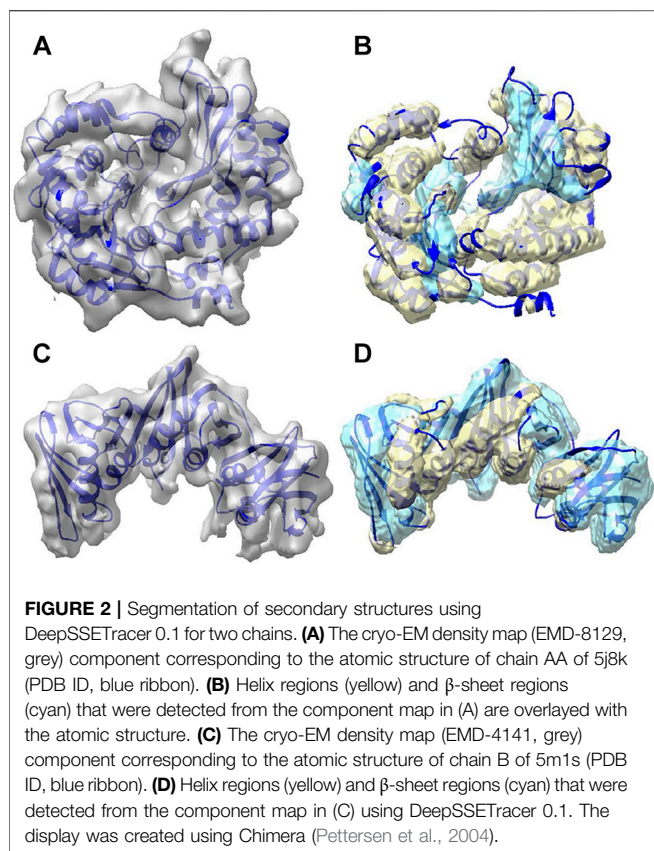 A
B
C
D
FIGURE 2 | Segmentation of secondary structures using
DeepSSETracer 0.1 for two chains. (A) The cryo-EM density map (EMD-8129,
grey) component corresponding to the atomic structure of chain AA of 5j8k
(PDB ID, blue ribbon). (B) Helix regions (yellow) and β-sheet regions
(cyan) that were detected from the component map in (A) are overlayed with
the atomic structure. (C) The cryo-EM density map (EMD-4141, grey)
component corresponding to the atomic structure of chain B of 5m1s (PDB
ID, blue ribbon). (D) Helix regions (yellow) and β-sheet regions (cyan) that were
detected from the component map in (C) using DeepSSETracer 0.1. The
display was created using Chimera (Pettersen et al., 2004).